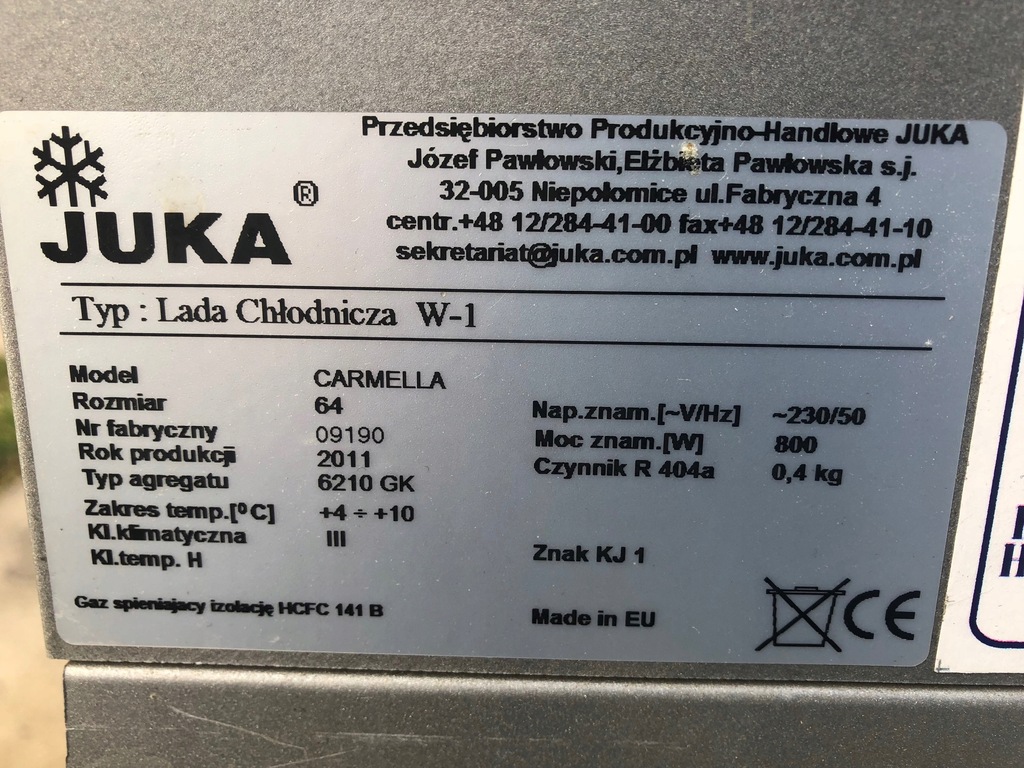 Przedsiębiorstwo Produkcyjno-Handlowe JUKA
Józef Pawłowski,Elżbieta Pawłowska s.j.
32-005 Niepołomice ul.Fabryczna 4
centr.+48 12/284-41-00 fax+48 12/284-41-10
sekretariat@juka.com.pl www.juka.com.pl
JUKA ®
Typ : Lada Chłodnicza W-1
Model CARMELLA
Rozmiar 64
Nr fabryczny 09190
Rok produkcji 2011
Typ agregatu 6210 GK
Zakres temp.[°C] +4 ÷ +10
Kl.klimatyczna III
Kl.temp. H
Nap.znam.[~V/Hz] ~230/50
Moc znam.[W] 800
Czynnik R 404a 0,4 kg
Znak KJ 1
Gaz spieniajacy izolację HCFC 141 B
Made in EU
CE